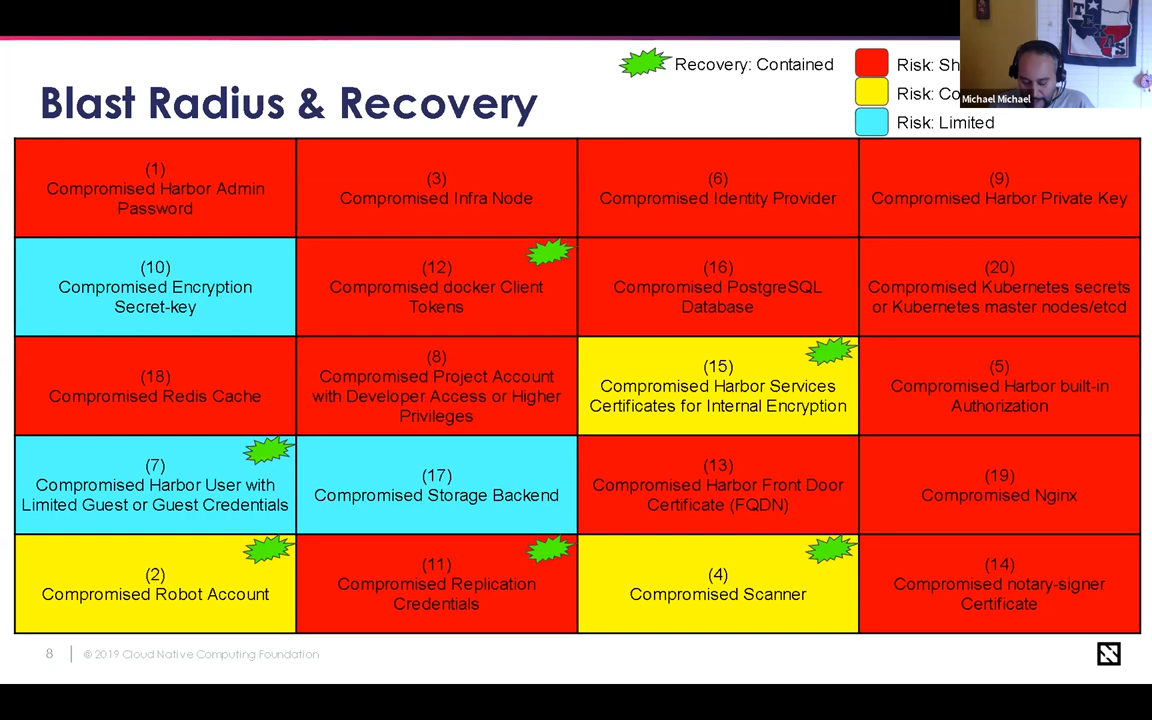 Recovery: Contained
Risk: Sh
Risk: Co
Risk: Limited
Michael Michael
TEXAS
Blast Radius & Recovery
(1)
Compromised Harbor Admin
Password
(3)
Compromised Infra Node
(6)
Compromised Identity Provider
(9)
Compromised Harbor Private Key
(10)
Compromised Encryption
Secret-key
(12)
Compromised docker Client
Tokens
(16)
Compromised PostgreSQL
Database
(20)
Compromised Kubernetes secrets
or Kubernetes master nodes/etcd
(18)
Compromised Redis Cache
(8)
Compromised Project Account
with Developer Access or Higher
Privileges
(15)
Compromised Harbor Services
Certificates for Internal Encryption
(5)
Compromised Harbor built-in
Authorization
(7)
Compromised Harbor User with
Limited Guest or Guest Credentials
(17)
Compromised Storage Backend
(13)
Compromised Harbor Front Door
Certificate (FQDN)
(19)
Compromised Nginx
(2)
Compromised Robot Account
(11)
Compromised Replication
Credentials
(4)
Compromised Scanner
(14)
Compromised notary-signer
Certificate
8
© 2019 Cloud Native Computing Foundation